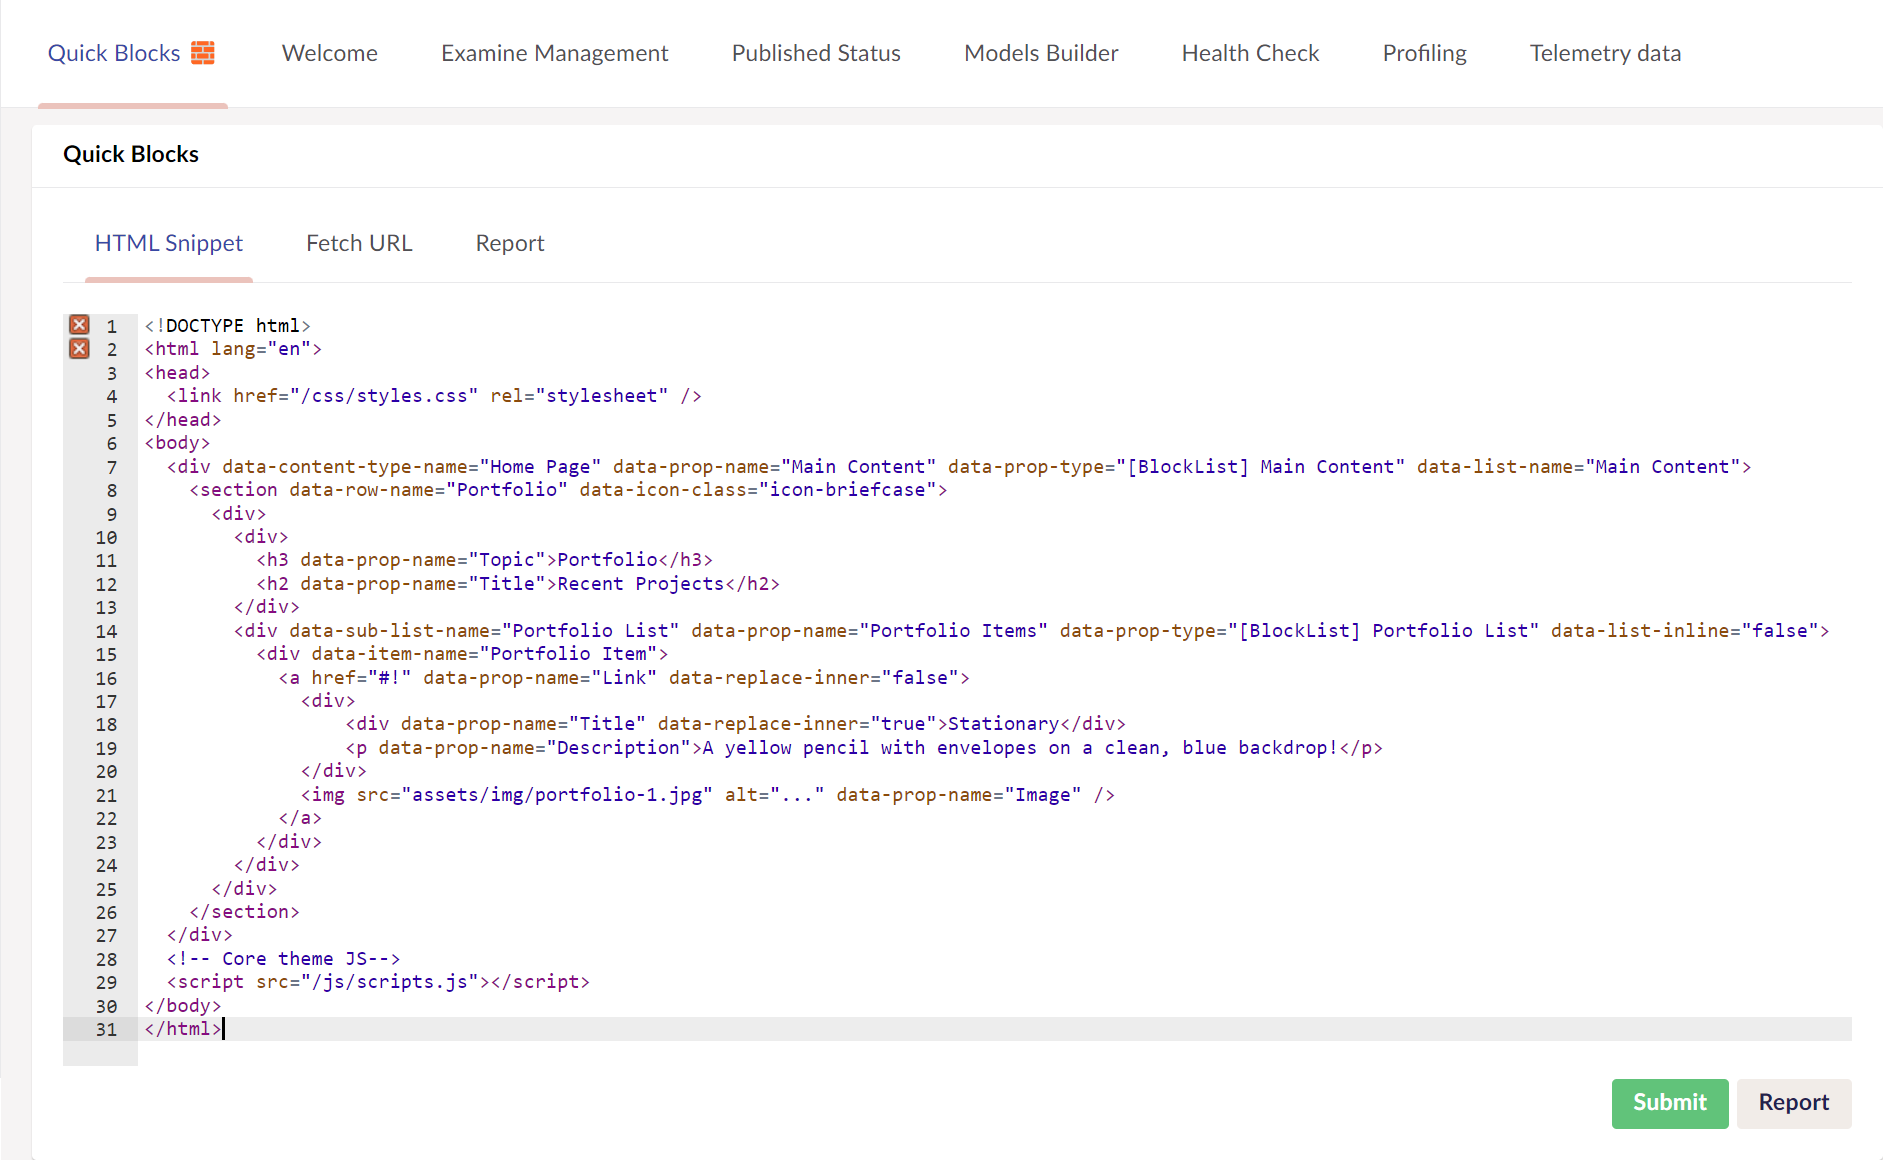 Quick Blocks Welcome Examine Management Published Status Models Builder Health Check Profiling Telemetry data
Quick Blocks
HTML Snippet Fetch URL Report
1 <!DOCTYPE html>
2 <html lang="en">
3 <head>
4   <link href="/css/styles.css" rel="stylesheet" />
5 </head>
6 <body>
7   <div data-content-type-name="Home Page" data-prop-name="Main Content" data-prop-type="[BlockList] Main Content" data-list-name="Main Content">
8     <section data-row-name="Portfolio" data-icon-class="icon-briefcase">
9       <div>
10         <div>
11           <h3 data-prop-name="Topic">Portfolio</h3>
12           <h2 data-prop-name="Title">Recent Projects</h2>
13         </div>
14         <div data-sub-list-name="Portfolio List" data-prop-name="Portfolio Items" data-prop-type="[BlockList] Portfolio List" data-list-inline="false">
15           <div data-item-name="Portfolio Item">
16             <a href="#!" data-prop-name="Link" data-replace-inner="false">
17               <div>
18                   <div data-prop-name="Title" data-replace-inner="true">Stationary</div>
19                   <p data-prop-name="Description">A yellow pencil with envelopes on a clean, blue backdrop!</p>
20               </div>
21               <img src="assets/img/portfolio-1.jpg" alt="..." data-prop-name="Image" />
22             </a>
23           </div>
24         </div>
25       </div>
26     </section>
27   </div>
28   <!-- Core theme JS-->
29   <script src="/js/scripts.js"></script>
30 </body>
31 </html>
Submit Report